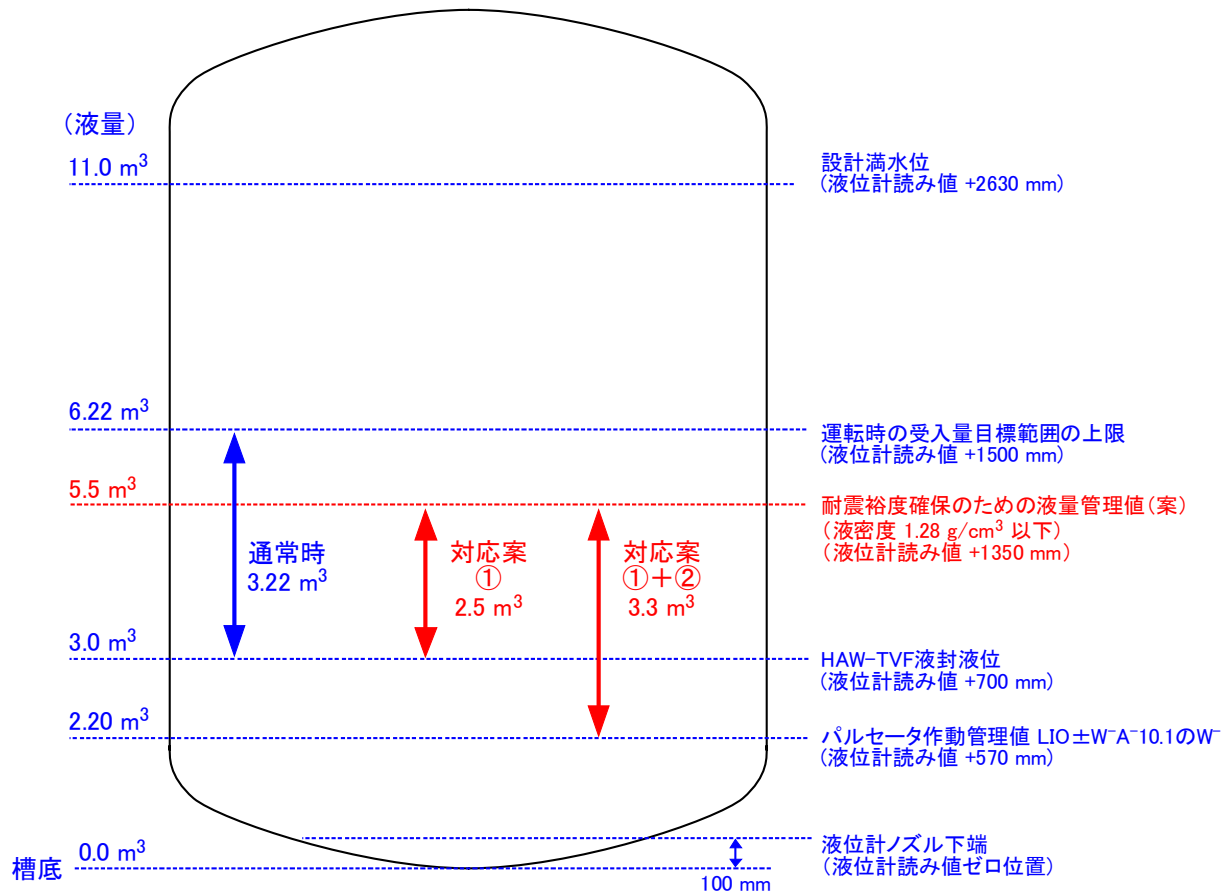 （液量）
11.0 m³
設計満水位
（液位計読み値 +2630 mm）
6.22 m³
運転時の受入量目標範囲の上限
（液位計読み値 +1500 mm）
5.5 m³
耐震裕度確保のための液量管理値（案）
（液密度 1.28 g/cm³ 以下）
（液位計読み値 +1350 mm）
通常時
3.22 m³
対応案
①
2.5 m³
対応案
①＋②
3.3 m³
3.0 m³
HAW-TVF液封液位
（液位計読み値 +700 mm）
2.20 m³
パルセータ作動管理値 LIO±W⁻A⁻10.1のW⁻
（液位計読み値 +570 mm）
液位計ノズル下端
（液位計読み値ゼロ位置）
槽底
0.0 m³
100 mm